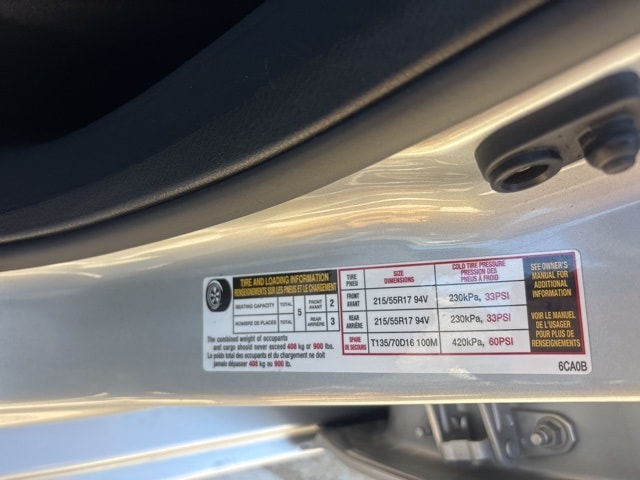 TIRE AND LOADING INFORMATION
RENSEIGNEMENTS SUR LES PNEUS ET LE CHARGEMENT
SEATING CAPACITY TOTAL 5 FRONT AVANT 2
NOMBRE DE PLACES TOTAL REAR ARRIÈRE 3
The combined weight of occupants
and cargo should never exceed 408 kg or 900 lbs.
Le poids total des occupants et du chargement ne doit
jamais dépasser 408 kg ou 900 lb.
TIRE PNEU SIZE DIMENSIONS COLD TIRE PRESSURE PRESSION DES PNEUS À FROID
FRONT AVANT 215/55R17 94V 230kPa, 33PSI
REAR ARRIÈRE 215/55R17 94V 230kPa, 33PSI
SPARE DE SECOURS T135/70D16 100M 420kPa, 60PSI
SEE OWNER'S
MANUAL FOR
ADDITIONAL
INFORMATION
VOIR LE MANUEL
DE L'USAGER
POUR PLUS DE
RENSEIGNEMENTS
6CA0B